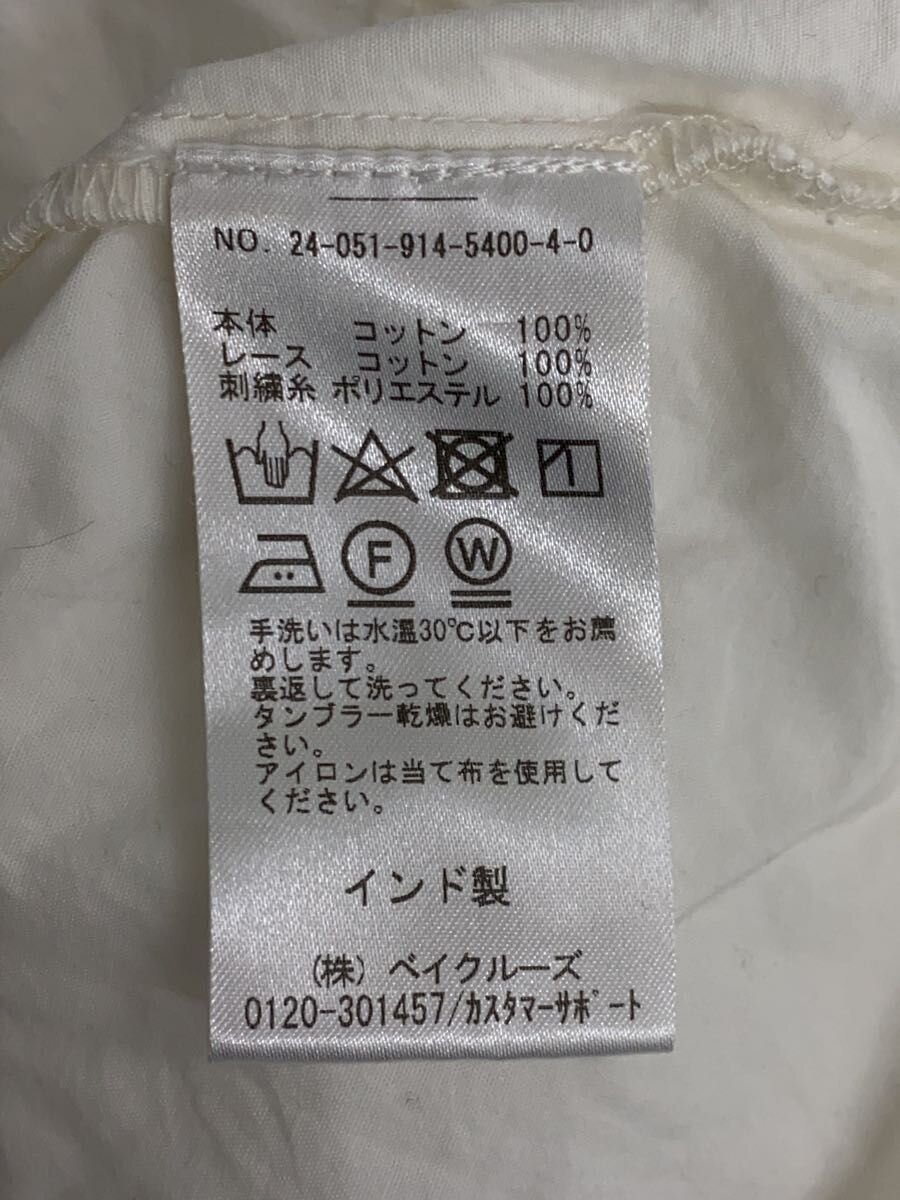 NO. 24-051-914-5400-4-0
本体 コットン 100%
レース コットン 100%
刺繍糸 ポリエステル 100%
F W
手洗いは水温30℃以下をお薦
めします。
裏返して洗ってください。
タンブラー乾燥はお避けくだ
さい。
アイロンは当て布を使用して
ください。
インド製
(株) ベイクルーズ
0120-301457/カスタマーサポート